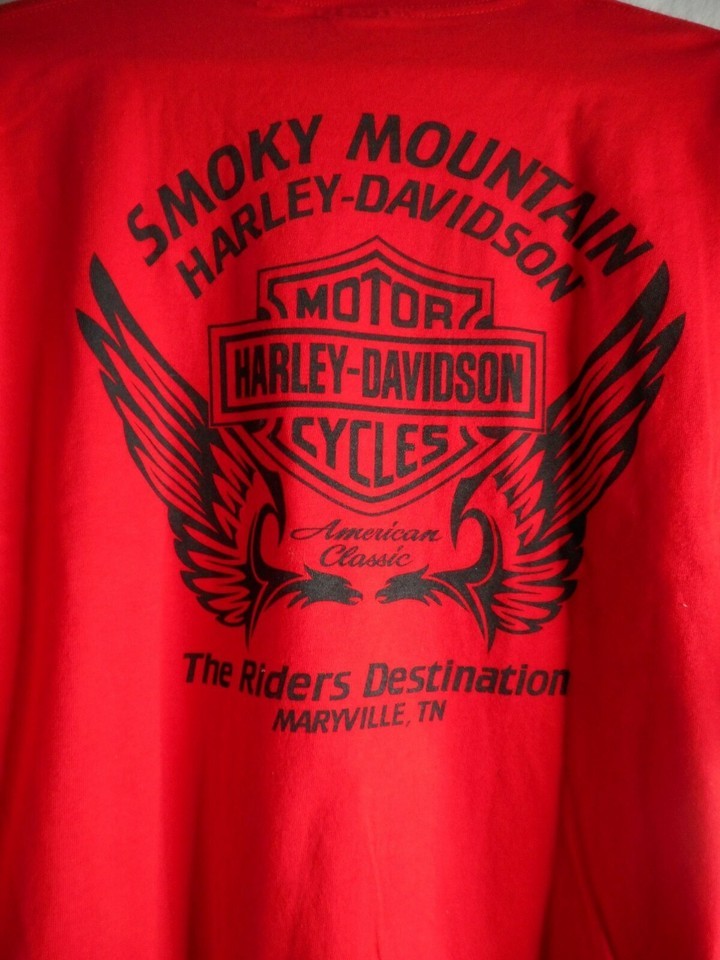 SMOKY MOUNTAIN
HARLEY-DAVIDSON
MOTOR
HARLEY-DAVIDSON
CYCLES
American
Classic
The Riders Destination
MARYVILLE, TN